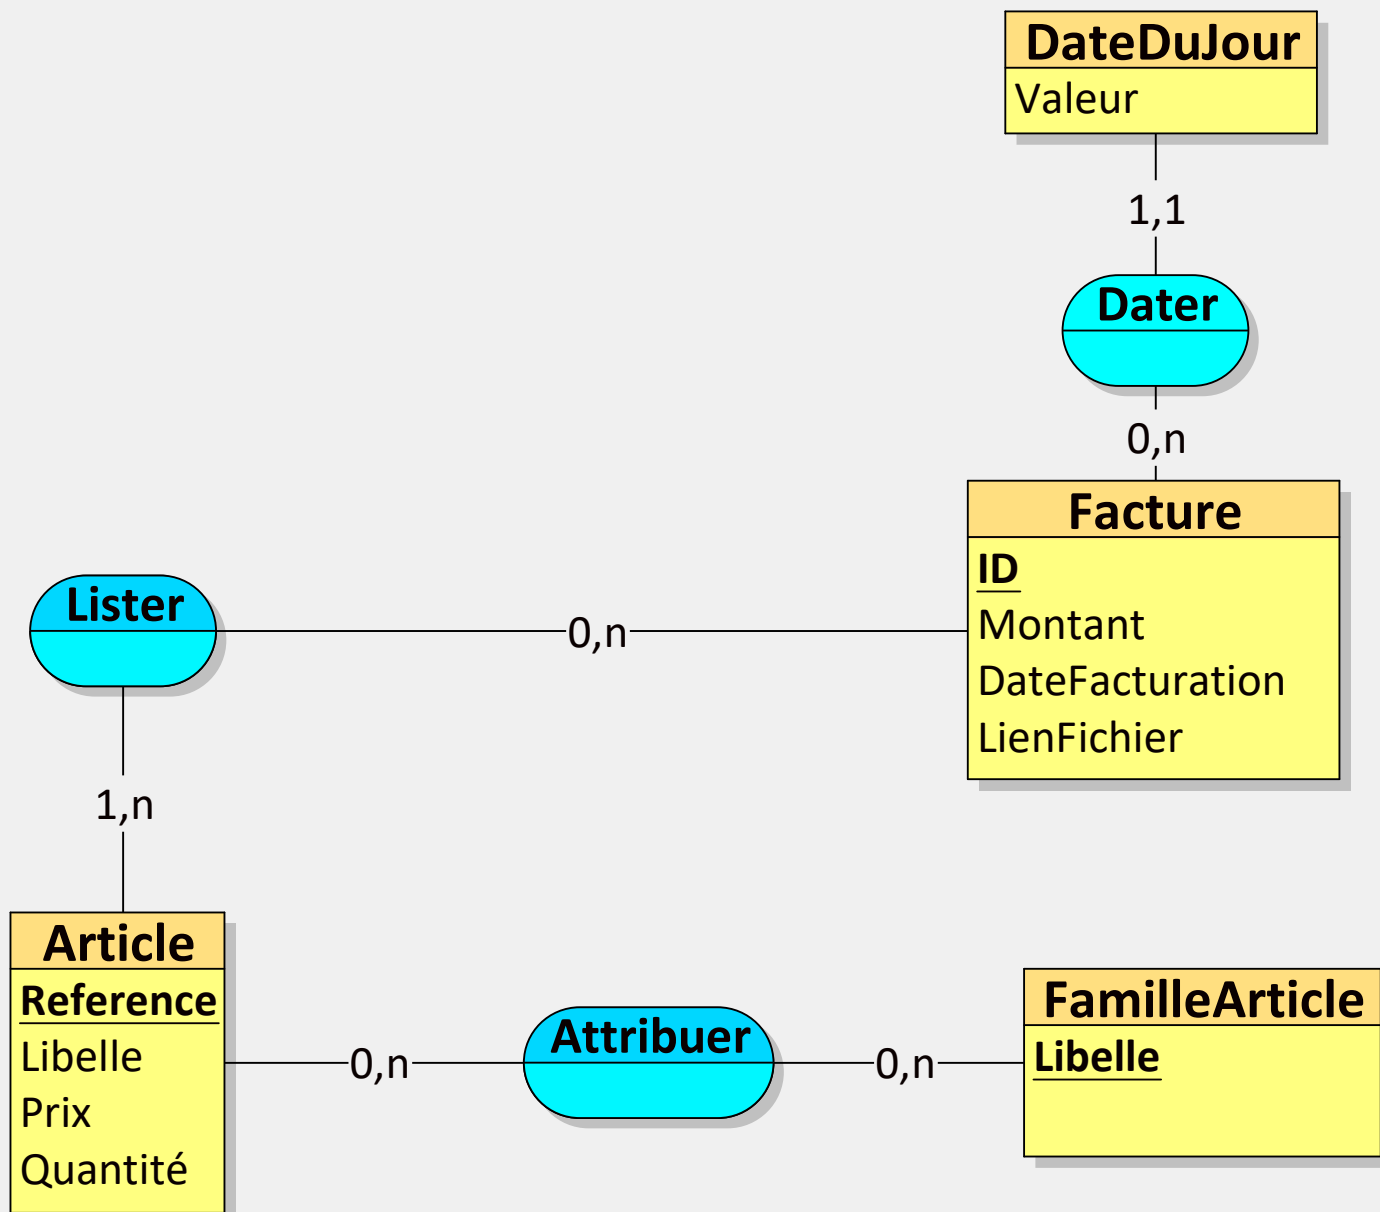 DateDuJour
Valeur
1,1
Dater
0,n
Facture
ID
Montant
DateFacturation
LienFichier
Lister
0,n
1,n
Article
Reference
Libelle
Prix
Quantité
0,n
Attribuer
0,n
FamilleArticle
Libelle